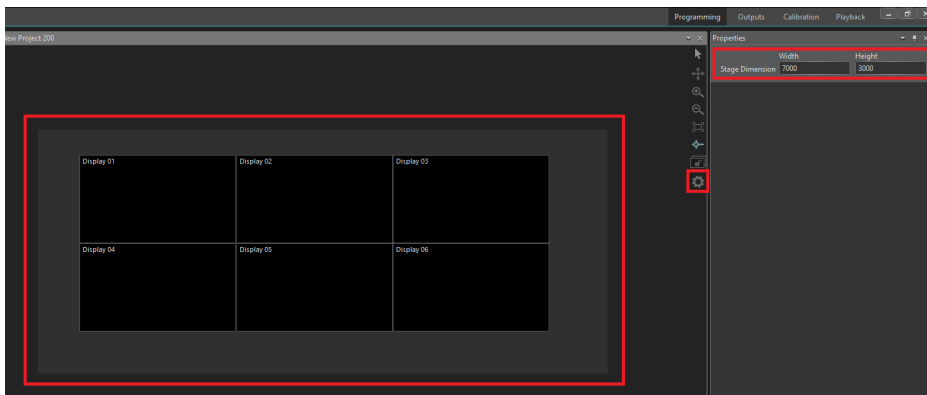 Programming Outputs Calibration Playback
New Project 200
Properties
Width Height
Stage Dimension 7000 3000
Display 01 Display 02 Display 03
Display 04 Display 05 Display 06